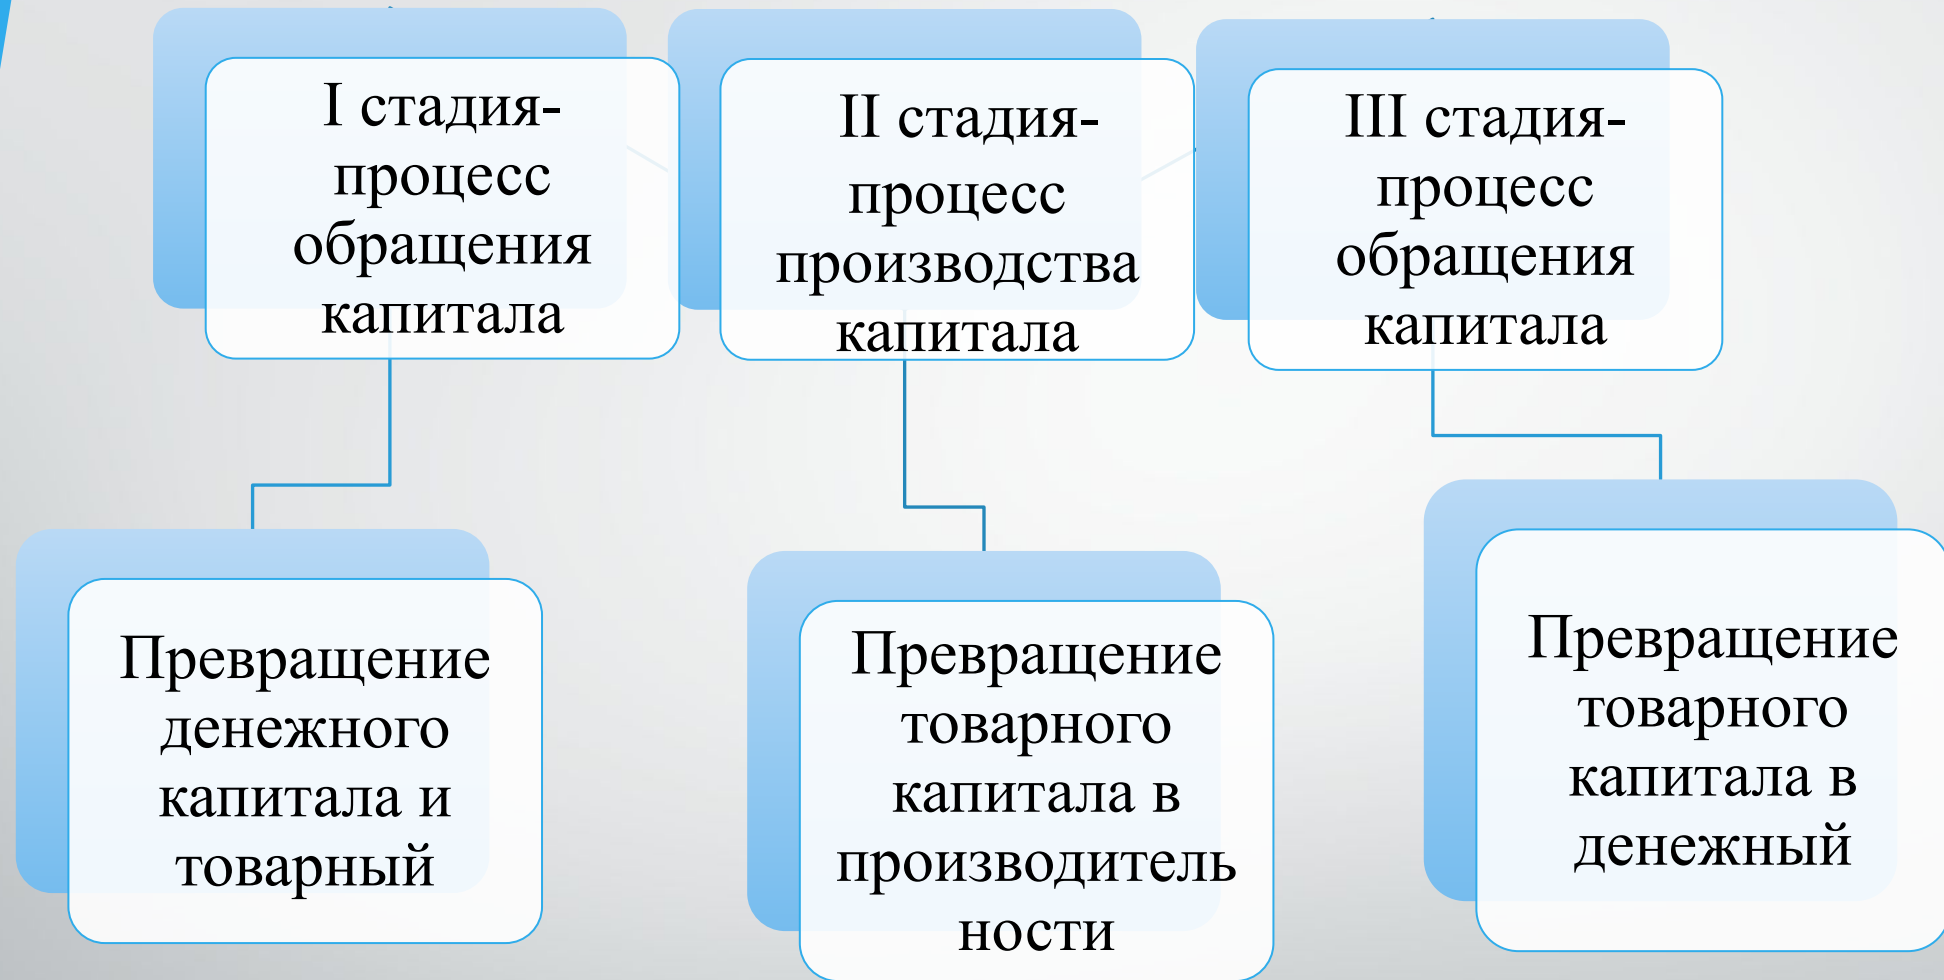 I стадия-
процесс
обращения
капитала
II стадия-
процесс
производства
капитала
III стадия-
процесс
обращения
капитала
Превращение
денежного
капитала и
товарный
Превращение
товарного
капитала в
производитель
ности
Превращение
товарного
капитала в
денежный